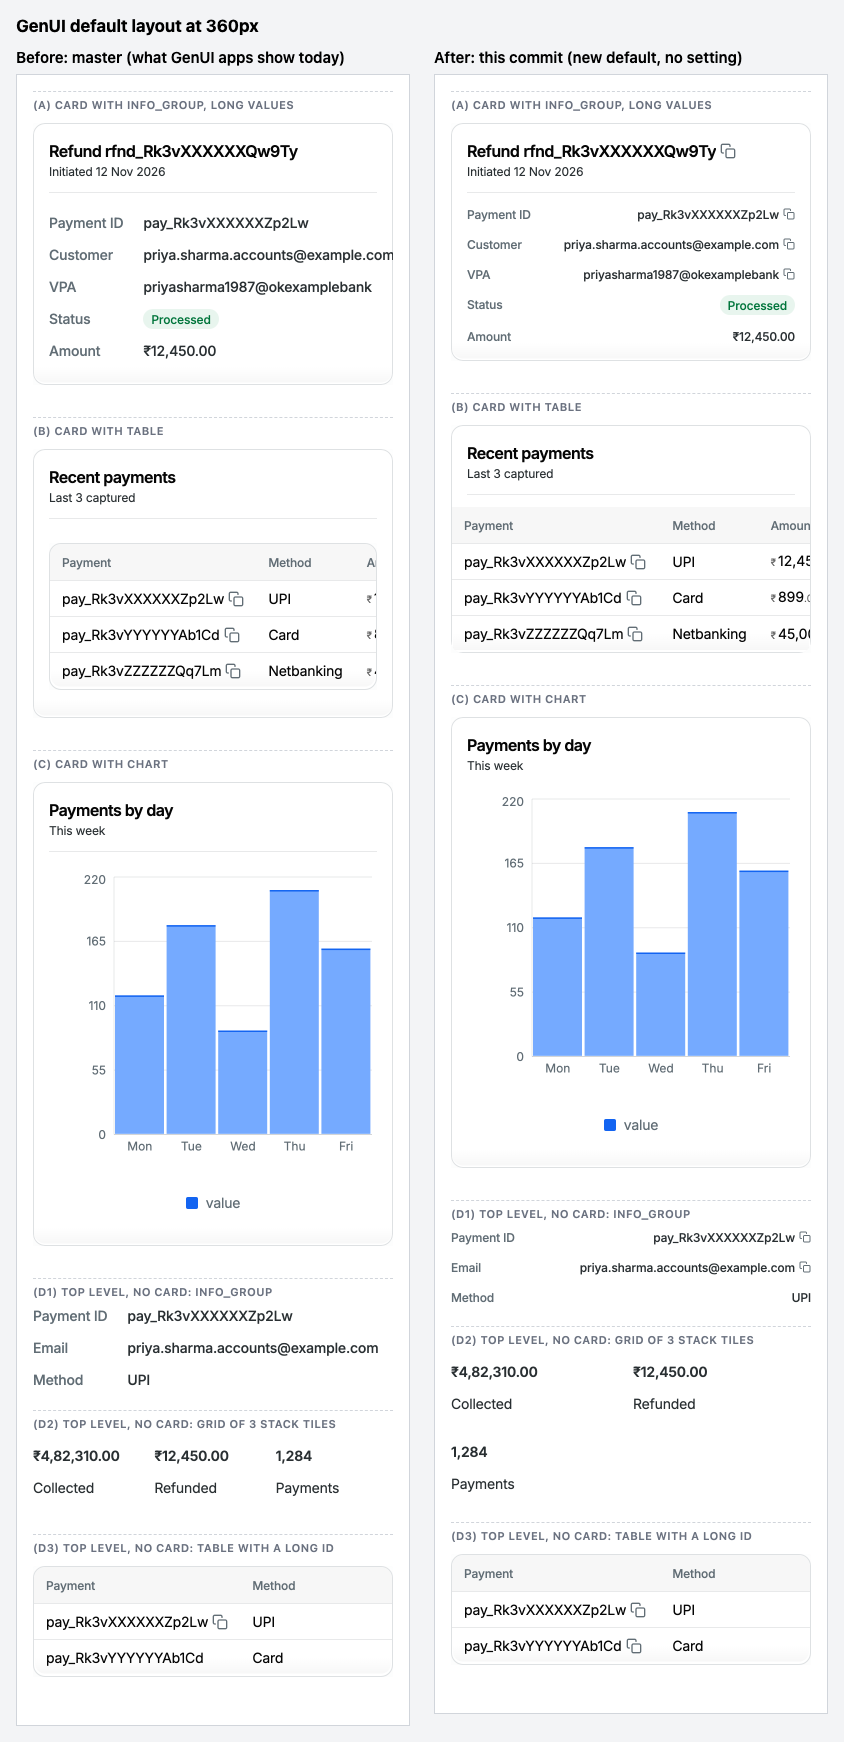 GenUI default layout at 360px
Before: master (what GenUI apps show today)
(A) CARD WITH INFO_GROUP, LONG VALUES
Refund rfnd_Rk3vXXXXXXQw9Ty
Initiated 12 Nov 2026
Payment ID pay_Rk3vXXXXXXZp2Lw
Customer priya.sharma.accounts@example.com
VPA priyasharma1987@okexamplebank
Status Processed
Amount ₹12,450.00
(B) CARD WITH TABLE
Recent payments
Last 3 captured
Payment Method
pay_Rk3vXXXXXXZp2Lw UPI ₹
pay_Rk3vYYYYYYAb1Cd Card ₹
pay_Rk3vZZZZZZQq7Lm Netbanking ₹
(C) CARD WITH CHART
Payments by day
This week
220
165
110
55
0
Mon Tue Wed Thu Fri
value
(D1) TOP LEVEL, NO CARD: INFO_GROUP
Payment ID pay_Rk3vXXXXXXZp2Lw
Email priya.sharma.accounts@example.com
Method UPI
(D2) TOP LEVEL, NO CARD: GRID OF 3 STACK TILES
₹4,82,310.00 ₹12,450.00 1,284
Collected Refunded Payments
(D3) TOP LEVEL, NO CARD: TABLE WITH A LONG ID
Payment Method
pay_Rk3vXXXXXXZp2Lw UPI
pay_Rk3vYYYYYYAb1Cd Card
After: this commit (new default, no setting)
(A) CARD WITH INFO_GROUP, LONG VALUES
Refund rfnd_Rk3vXXXXXXQw9Ty
Initiated 12 Nov 2026
Payment ID pay_Rk3vXXXXXXZp2Lw
Customer priya.sharma.accounts@example.com
VPA priyasharma1987@okexamplebank
Status Processed
Amount ₹12,450.00
(B) CARD WITH TABLE
Recent payments
Last 3 captured
Payment Method Amoun
pay_Rk3vXXXXXXZp2Lw UPI ₹12,45
pay_Rk3vYYYYYYAb1Cd Card ₹899.
pay_Rk3vZZZZZZQq7Lm Netbanking ₹45,00
(C) CARD WITH CHART
Payments by day
This week
220
165
110
55
0
Mon Tue Wed Thu Fri
value
(D1) TOP LEVEL, NO CARD: INFO_GROUP
Payment ID pay_Rk3vXXXXXXZp2Lw
Email priya.sharma.accounts@example.com
Method UPI
(D2) TOP LEVEL, NO CARD: GRID OF 3 STACK TILES
₹4,82,310.00 ₹12,450.00
Collected Refunded
1,284
Payments
(D3) TOP LEVEL, NO CARD: TABLE WITH A LONG ID
Payment Method
pay_Rk3vXXXXXXZp2Lw UPI
pay_Rk3vYYYYYYAb1Cd Card